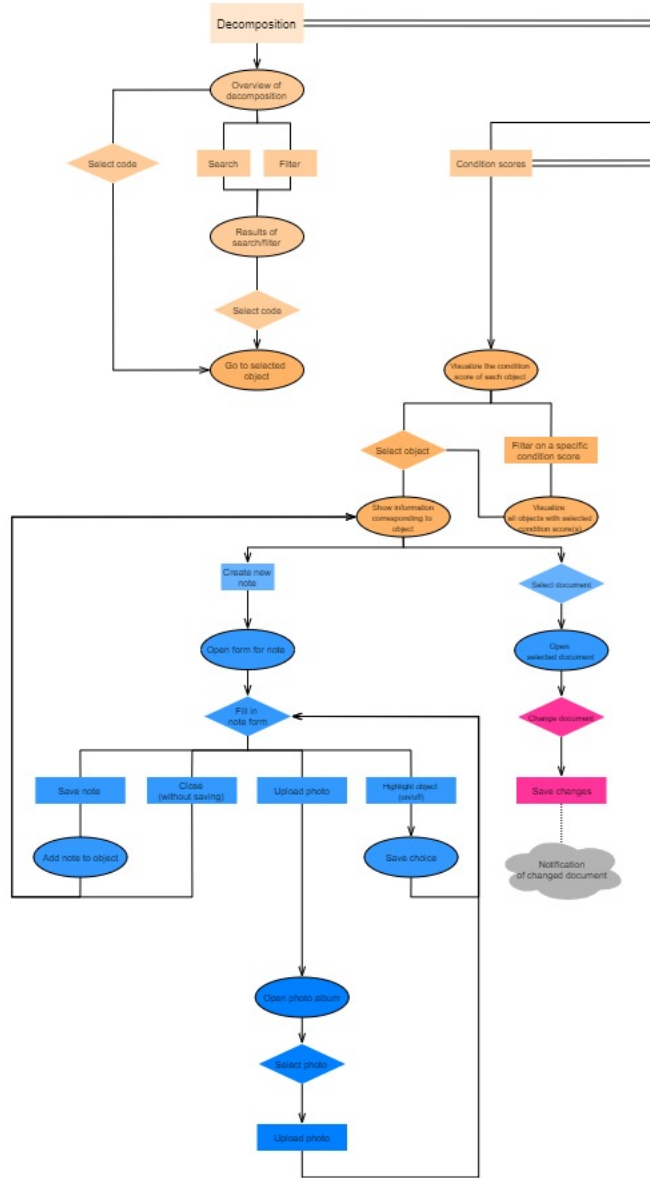 Decomposition
Overview of
decomposition
Select code
Search
Filter
Condition scores
Results of
search/filter
Select code
Go to selected
object
Visualize the condition
score of each object
Select object
Filter on a specific
condition score
Show information
corresponding to
object
Visualize
all objects with selected
condition score(s)
Create new
note
Select document
Open form for note
Open
selected document
Fill in
note form
Change document
Save note
Close
(without saving)
Upload photo
Highlight object
(on/off)
Save changes
Add note to object
Save choice
Notification
of changed document
Open photo album
Select photo
Upload photo